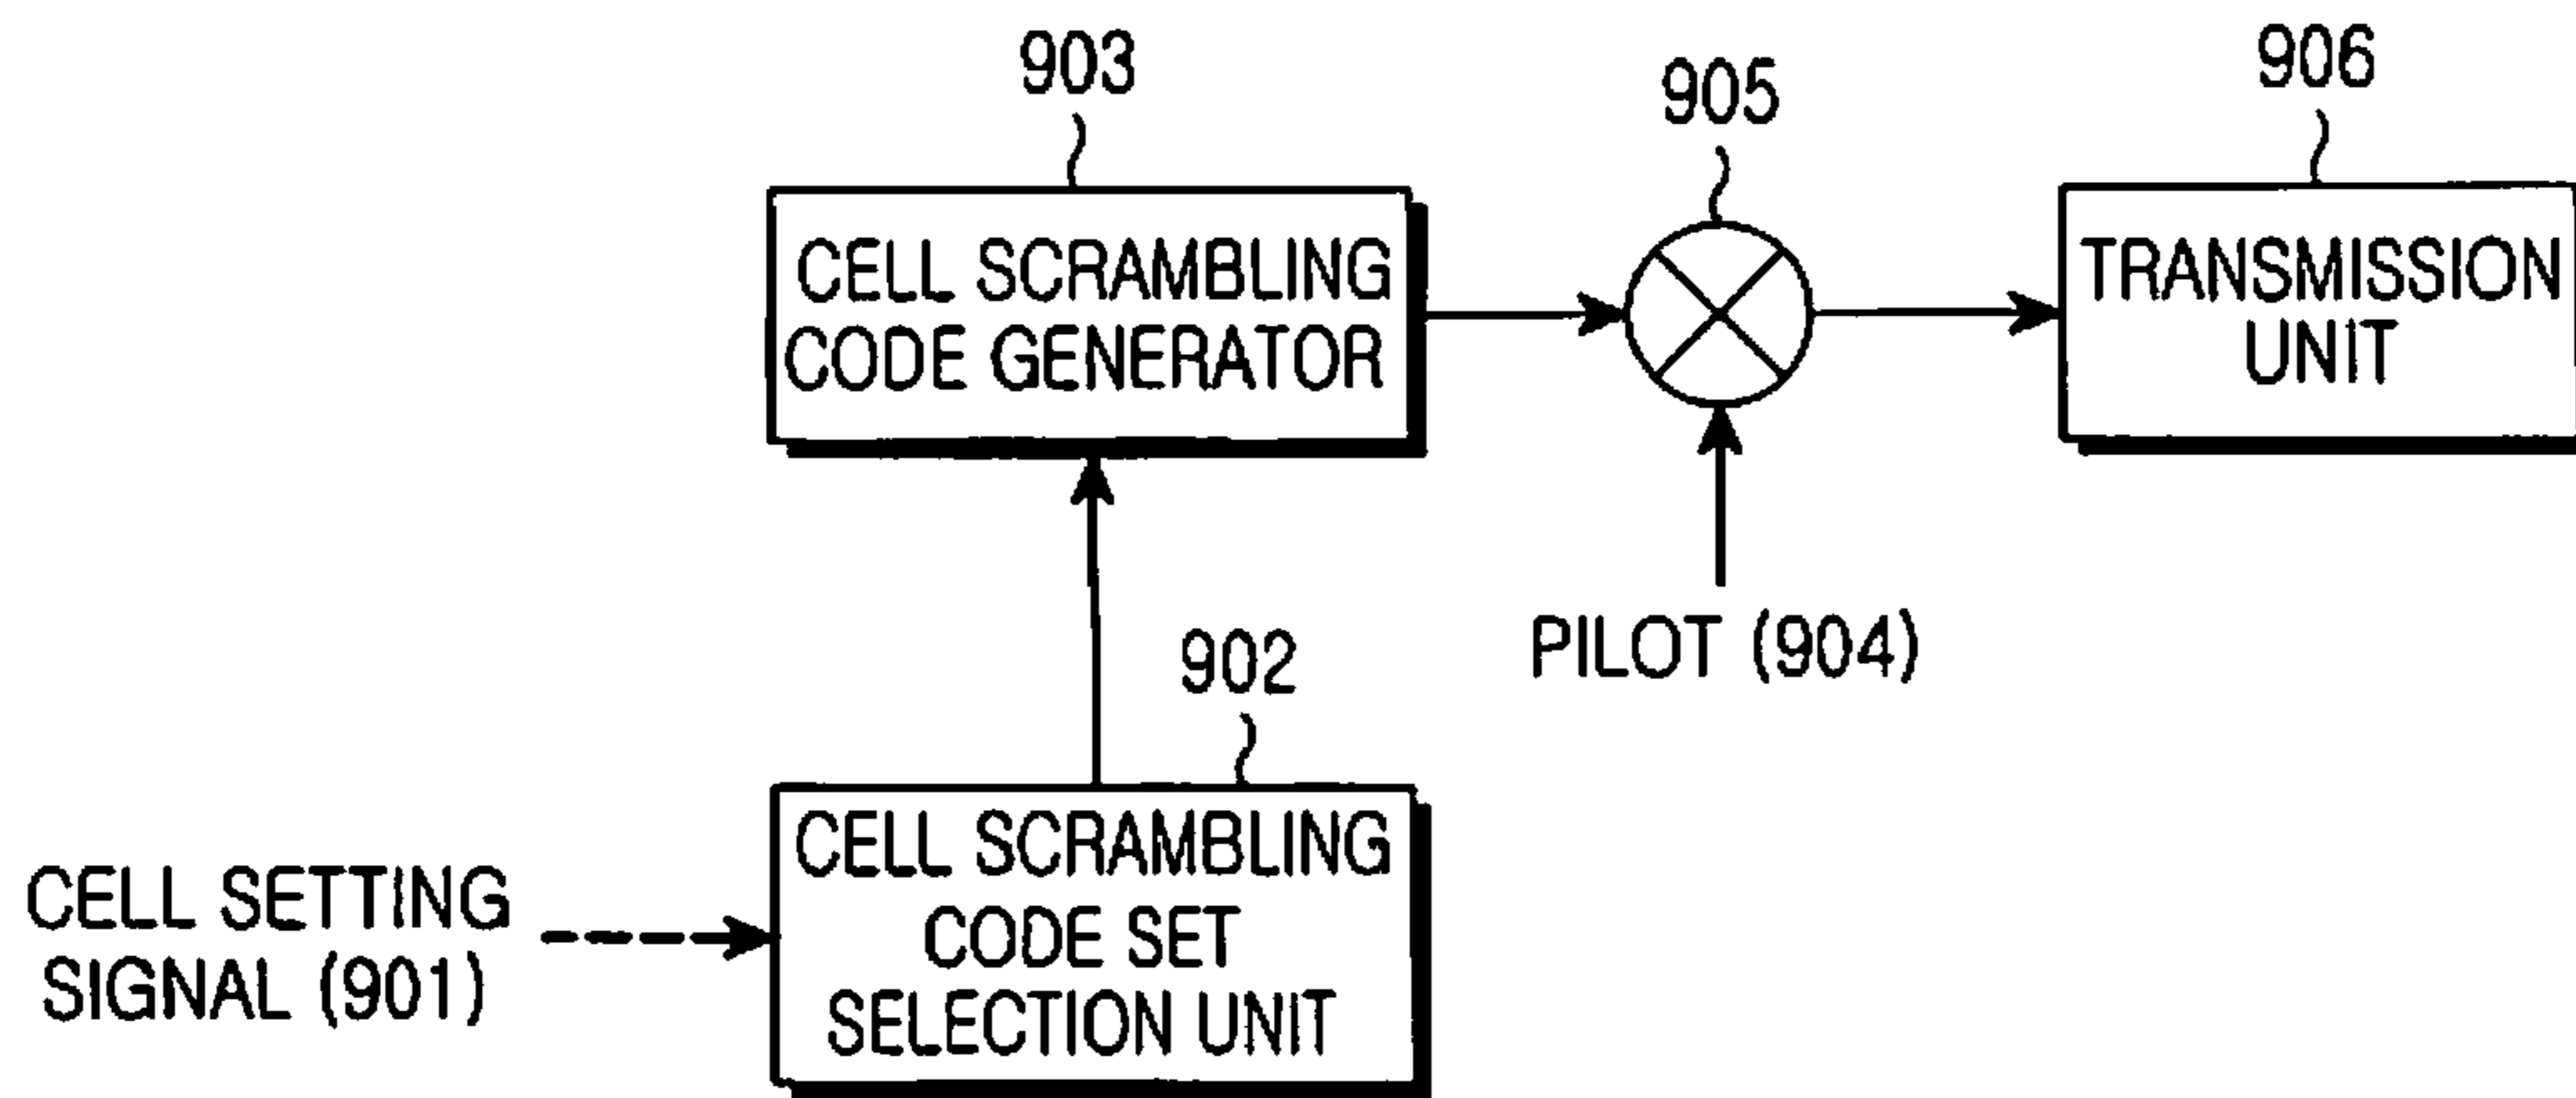 903
905
906
CELL SCRAMBLING
CODE GENERATOR
TRANSMISSION
UNIT
PILOT (904)
902
CELL SETTING
SIGNAL (901)
CELL SCRAMBLING
CODE SET
SELECTION UNIT